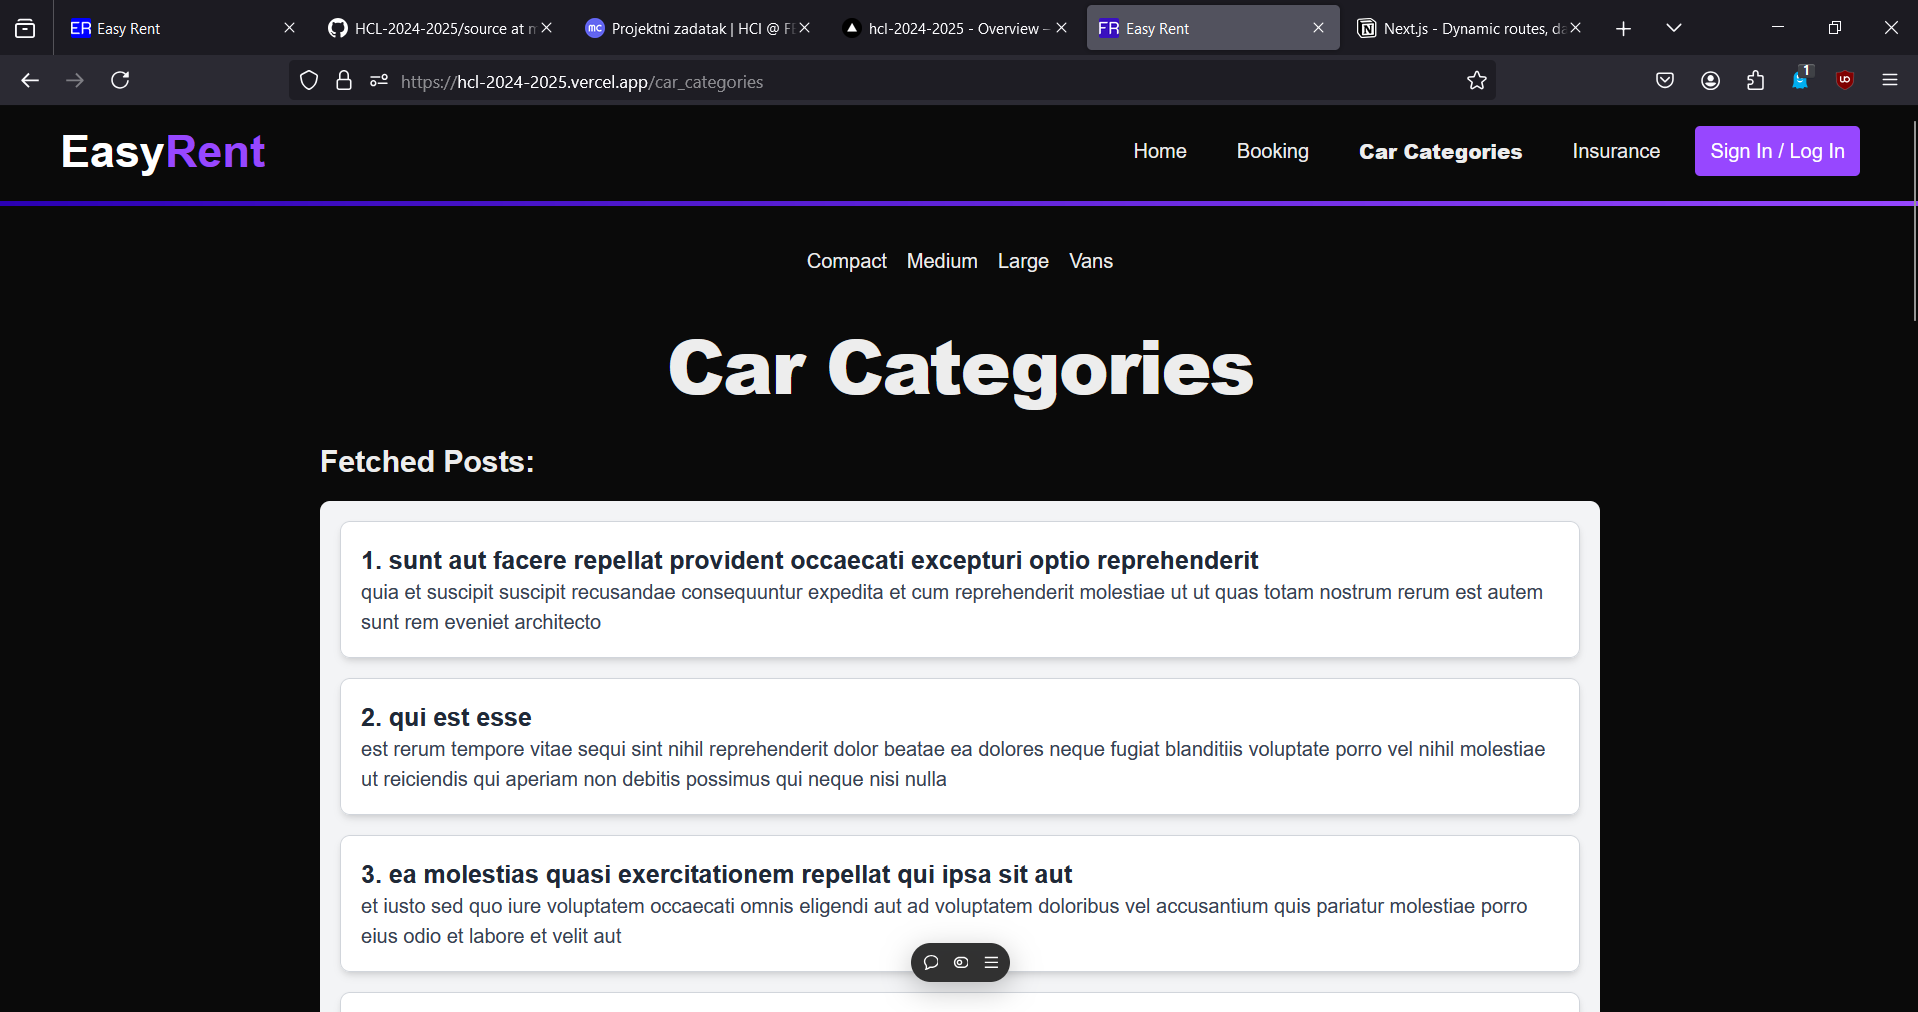 ER Easy Rent
HCL-2024-2025/source at m
mc Projektni zadatak | HCI @ FE
hcl-2024-2025 - Overview –
FR Easy Rent
Next.js - Dynamic routes, da
https://hcl-2024-2025.vercel.app/car_categories
1
EasyRent
Home
Booking
Car Categories
Insurance
Sign In / Log In
Compact Medium Large Vans
Car Categories
Fetched Posts:
1. sunt aut facere repellat provident occaecati excepturi optio reprehenderit
quia et suscipit suscipit recusandae consequuntur expedita et cum reprehenderit molestiae ut ut quas totam nostrum rerum est autem
sunt rem eveniet architecto
2. qui est esse
est rerum tempore vitae sequi sint nihil reprehenderit dolor beatae ea dolores neque fugiat blanditiis voluptate porro vel nihil molestiae
ut reiciendis qui aperiam non debitis possimus qui neque nisi nulla
3. ea molestias quasi exercitationem repellat qui ipsa sit aut
et iusto sed quo iure voluptatem occaecati omnis eligendi aut ad voluptatem doloribus vel accusantium quis pariatur molestiae porro
eius odio et labore et velit aut